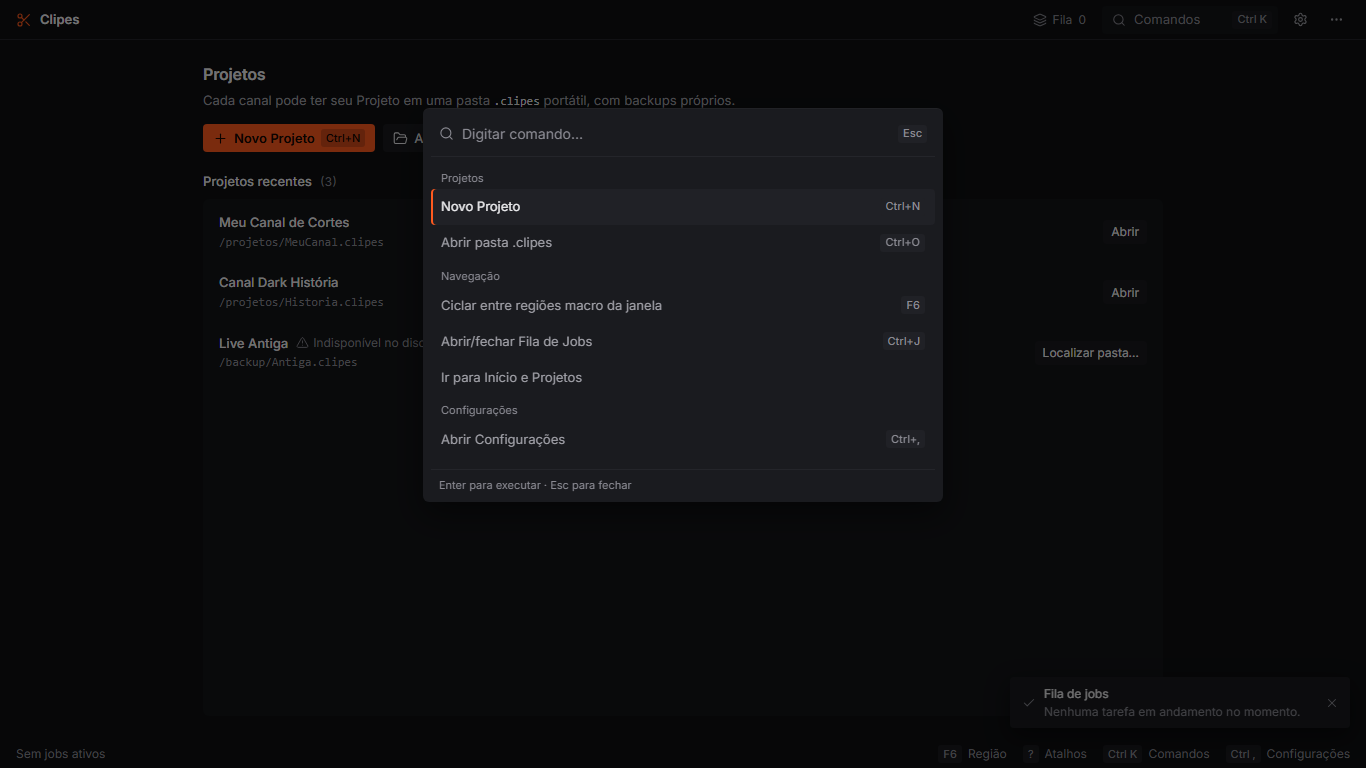 Clipes
Fila 0
Comandos Ctrl K
Projetos
Cada canal pode ter seu Projeto em uma pasta .clipes portátil, com backups próprios.
+ Novo Projeto Ctrl+N
A
Projetos recentes (3)
Meu Canal de Cortes
/projetos/MeuCanal.clipes
Abrir
Canal Dark História
/projetos/Historia.clipes
Abrir
Live Antiga Indisponível no disc
/backup/Antiga.clipes
Localizar pasta...
Digitar comando... Esc
Projetos
Novo Projeto Ctrl+N
Abrir pasta .clipes Ctrl+O
Navegação
Ciclar entre regiões macro da janela F6
Abrir/fechar Fila de Jobs Ctrl+J
Ir para Início e Projetos
Configurações
Abrir Configurações Ctrl+,
Enter para executar · Esc para fechar
Fila de jobs
Nenhuma tarefa em andamento no momento.
Sem jobs ativos
F6 Região ? Atalhos Ctrl K Comandos Ctrl , Configurações